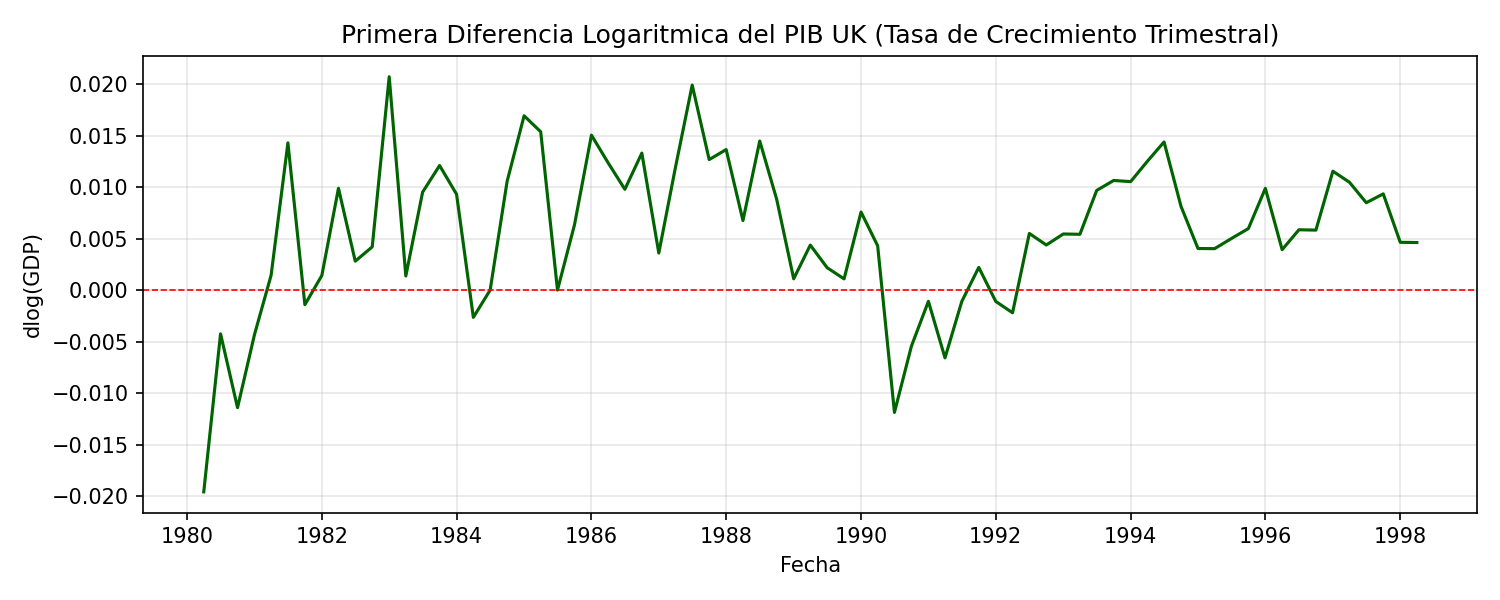 Primera Diferencia Logaritmica del PIB UK (Tasa de Crecimiento Trimestral)
dlog(GDP)
0.020
0.015
0.010
0.005
0.000
−0.005
−0.010
−0.015
−0.020
1980 1982 1984 1986 1988 1990 1992 1994 1996 1998
Fecha